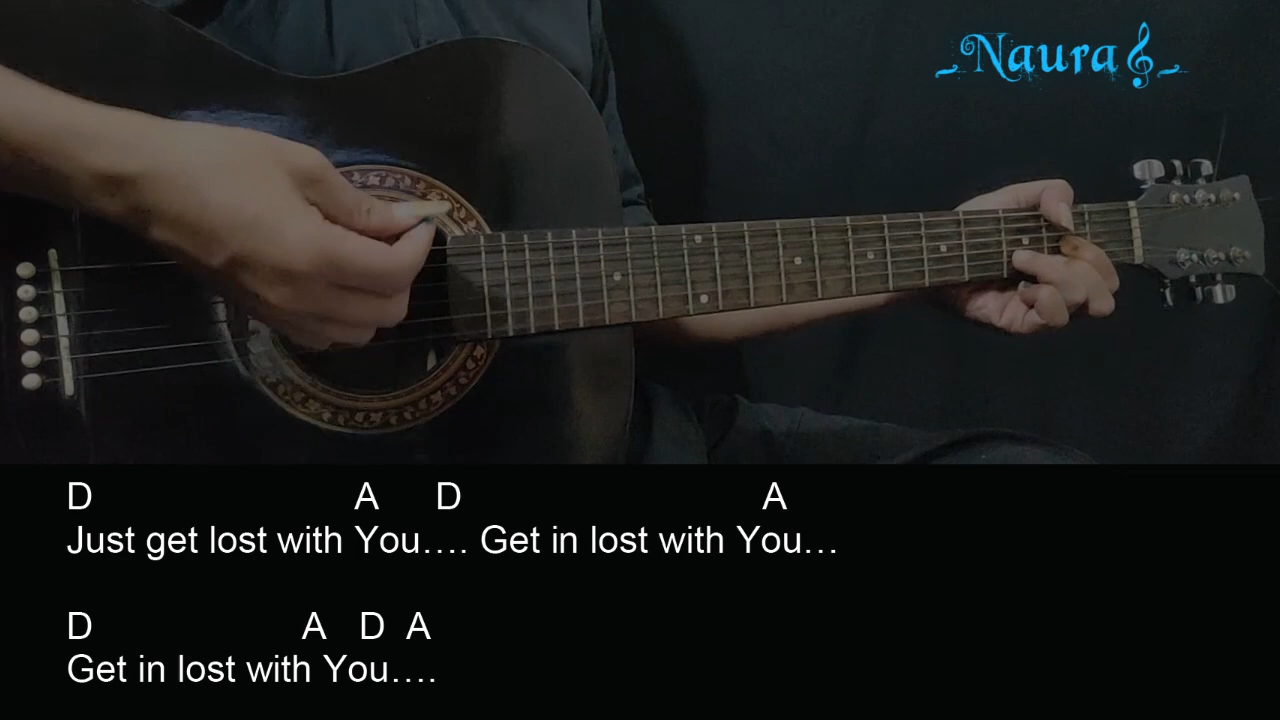 Naura
D A D A
Just get lost with You…. Get in lost with You…
D A D A
Get in lost with You….